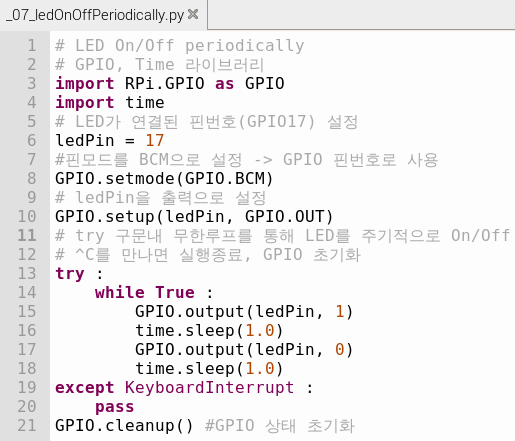 _07_ledOnOffPeriodically.py
1 # LED On/Off periodically
2 # GPIO, Time 라이브러리
3 import RPi.GPIO as GPIO
4 import time
5 # LED가 연결된 핀번호(GPIO17) 설정
6 ledPin = 17
7 #핀모드를 BCM으로 설정 -> GPIO 핀번호로 사용
8 GPIO.setmode(GPIO.BCM)
9 # ledPin을 출력으로 설정
10 GPIO.setup(ledPin, GPIO.OUT)
11 # try 구문내 무한루프를 통해 LED를 주기적으로 On/Off
12 # ^C를 만나면 실행종료, GPIO 초기화
13 try :
14     while True :
15         GPIO.output(ledPin, 1)
16         time.sleep(1.0)
17         GPIO.output(ledPin, 0)
18         time.sleep(1.0)
19 except KeyboardInterrupt :
20     pass
21 GPIO.cleanup() #GPIO 상태 초기화